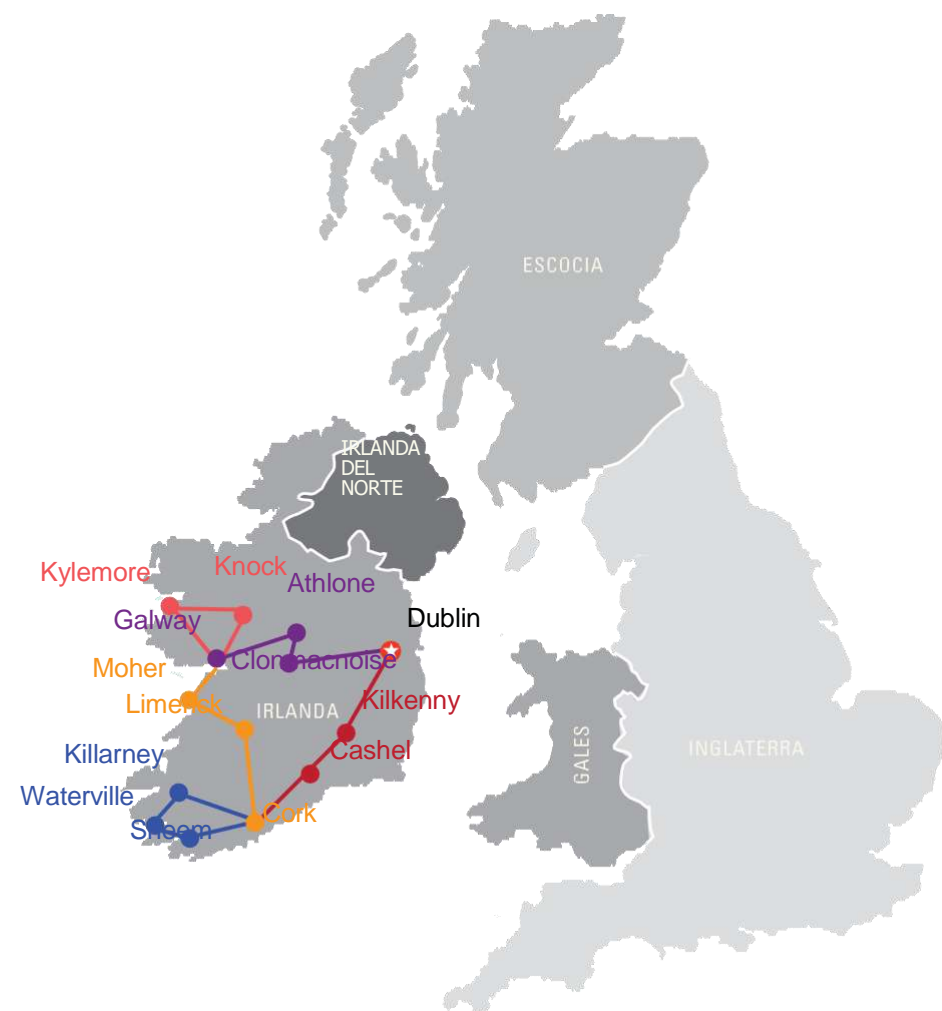 ESCOCIA
IRLANDA
DEL
NORTE
Knock
Kylemore
Athlone
Galway
Dublin
Clonmacnoise
Moher
Limerick
Kilkenny
IRLANDA
Cashel
Killarney
GALES
INGLATERRA
Waterville
Cork
Sneem